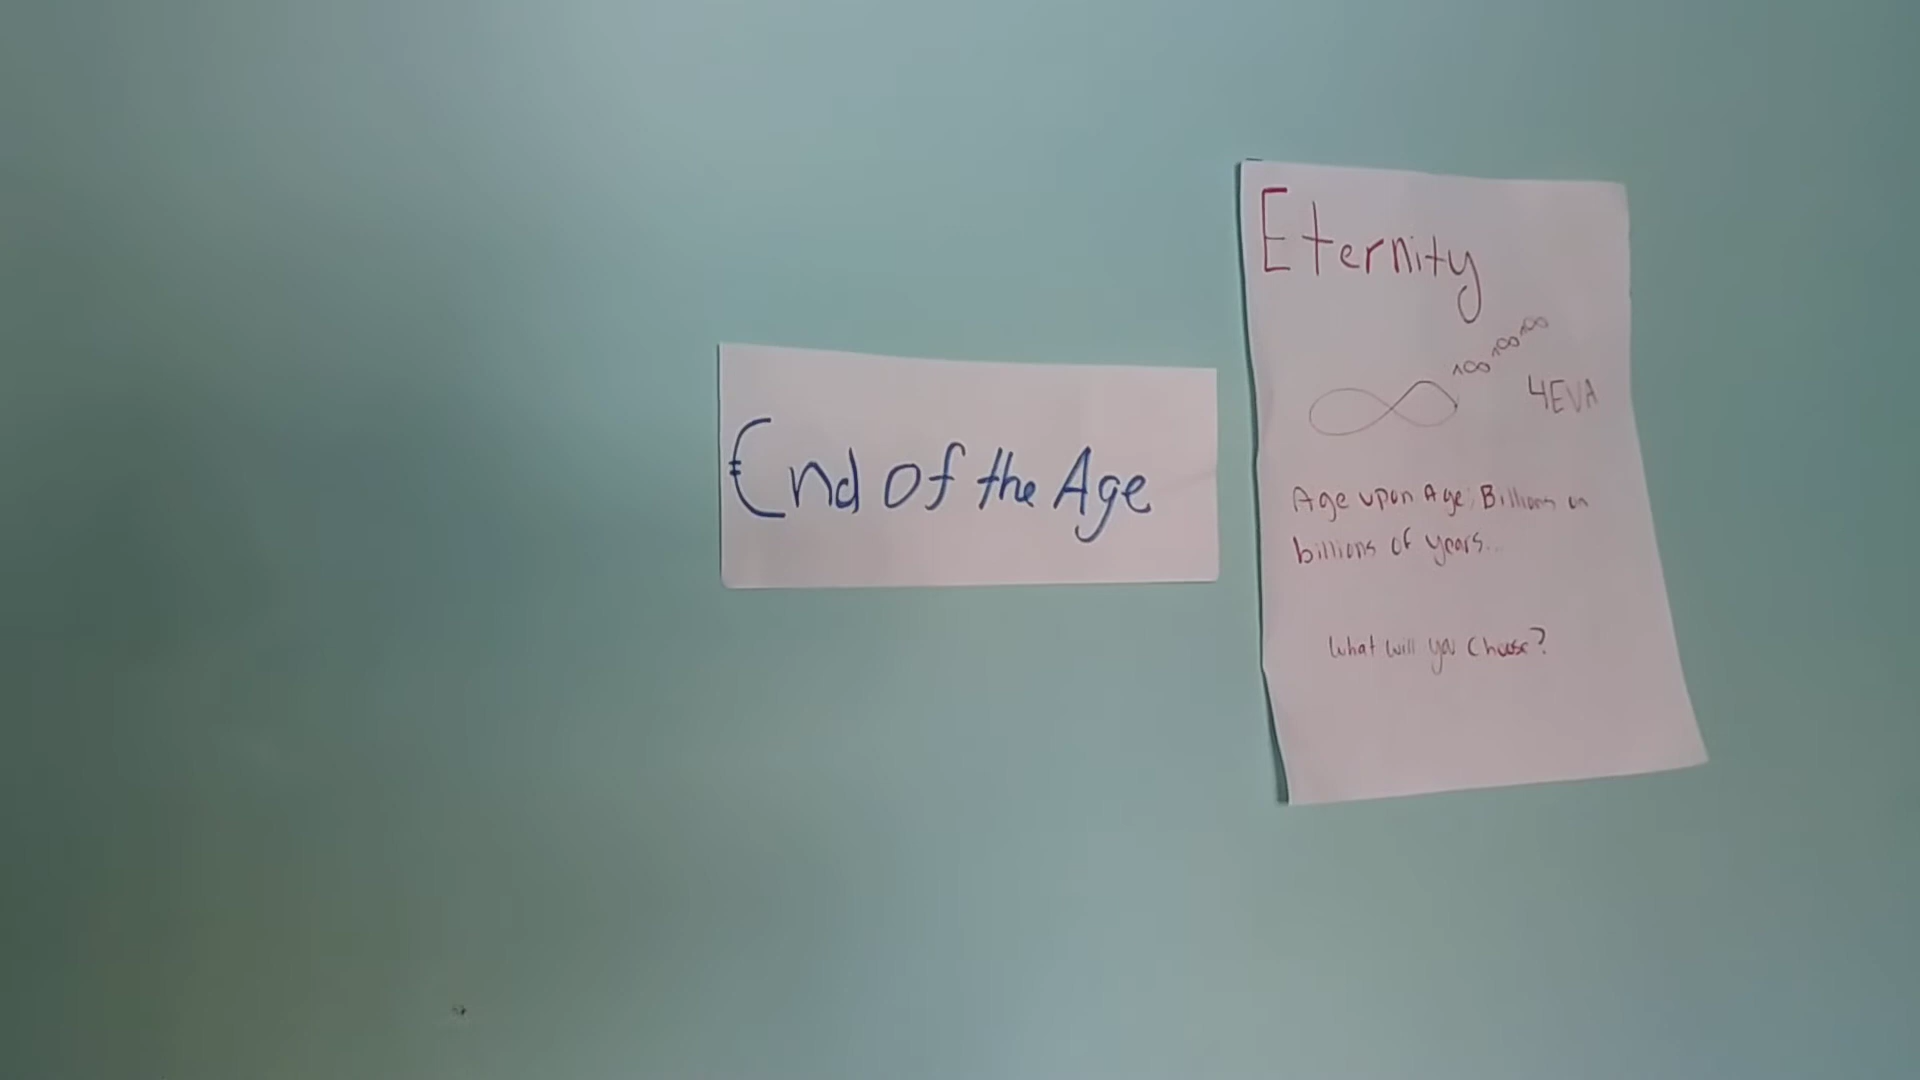 End of the Age
Eternity
∞^∞^∞^∞
4EVA
Age upon Age, Billions on
billions of years...
What will you choose?